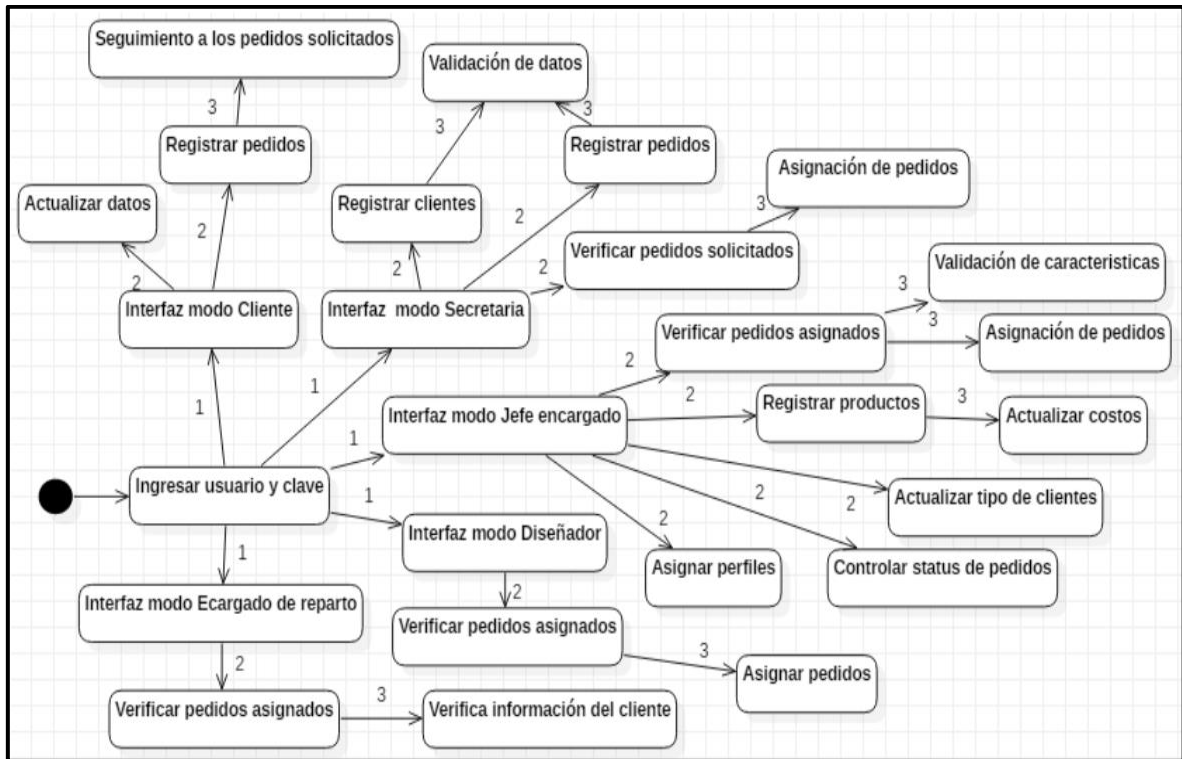 Seguimiento a los pedidos solicitados
Validación de datos
3
3
3
Registrar pedidos
Registrar pedidos
Asignación de pedidos
Actualizar datos
Registrar clientes
3
2
2
Verificar pedidos solicitados
Validación de caracteristicas
2
2
2
3
Interfaz modo Cliente
Interfaz  modo Secretaria
Verificar pedidos asignados
3
Asignación de pedidos
1
1
2
2
Registrar productos
3
Actualizar costos
Interfaz modo Jefe encargado
1
Ingresar usuario y clave
1
2
2
Actualizar tipo de clientes
2
Interfaz modo Diseñador
1
Asignar perfiles
Controlar status de pedidos
Interfaz modo Ecargado de reparto
2
Verificar pedidos asignados
2
3
Asignar pedidos
Verificar pedidos asignados
3
Verifica información del cliente